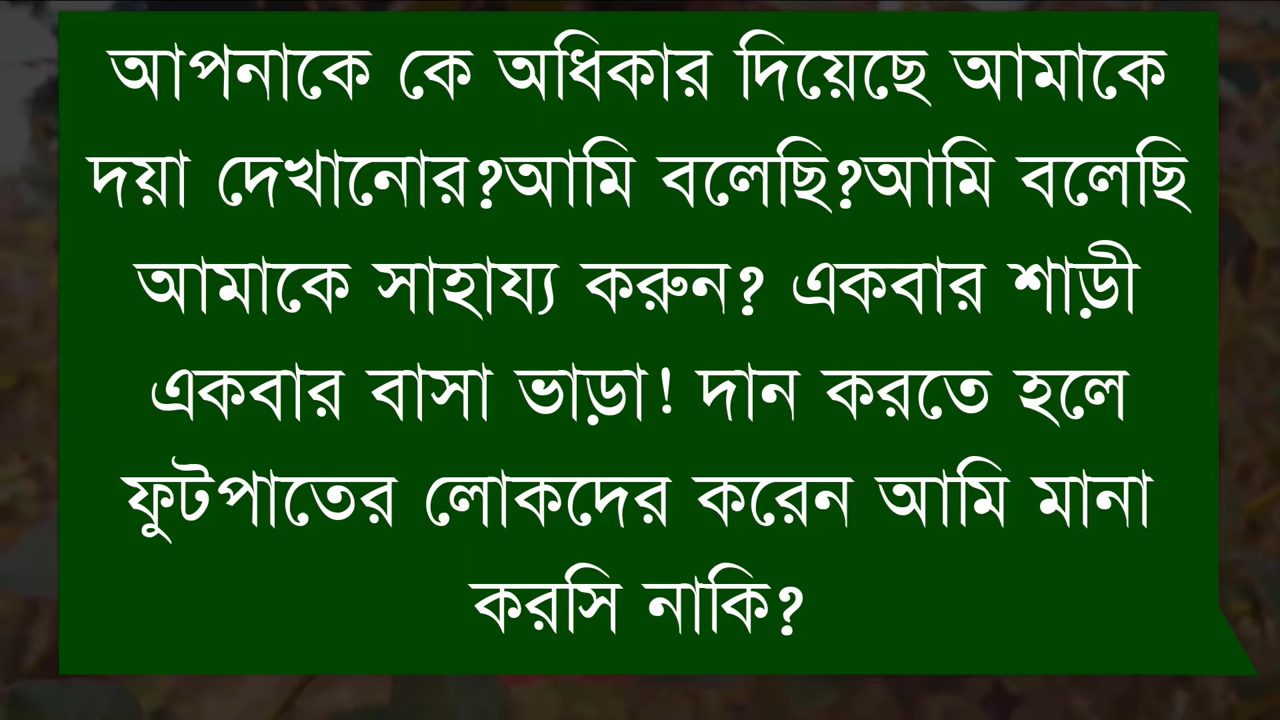 আপনাকে কে অধিকার দিয়েছে আমাকে
দয়া দেখানোর?আমি বলেছি?আমি বলেছি
আমাকে সাহায্য করুন? একবার শাড়ী
একবার বাসা ভাড়া! দান করতে হলে
ফুটপাতের লোকদের করেন আমি মানা
করসি নাকি?